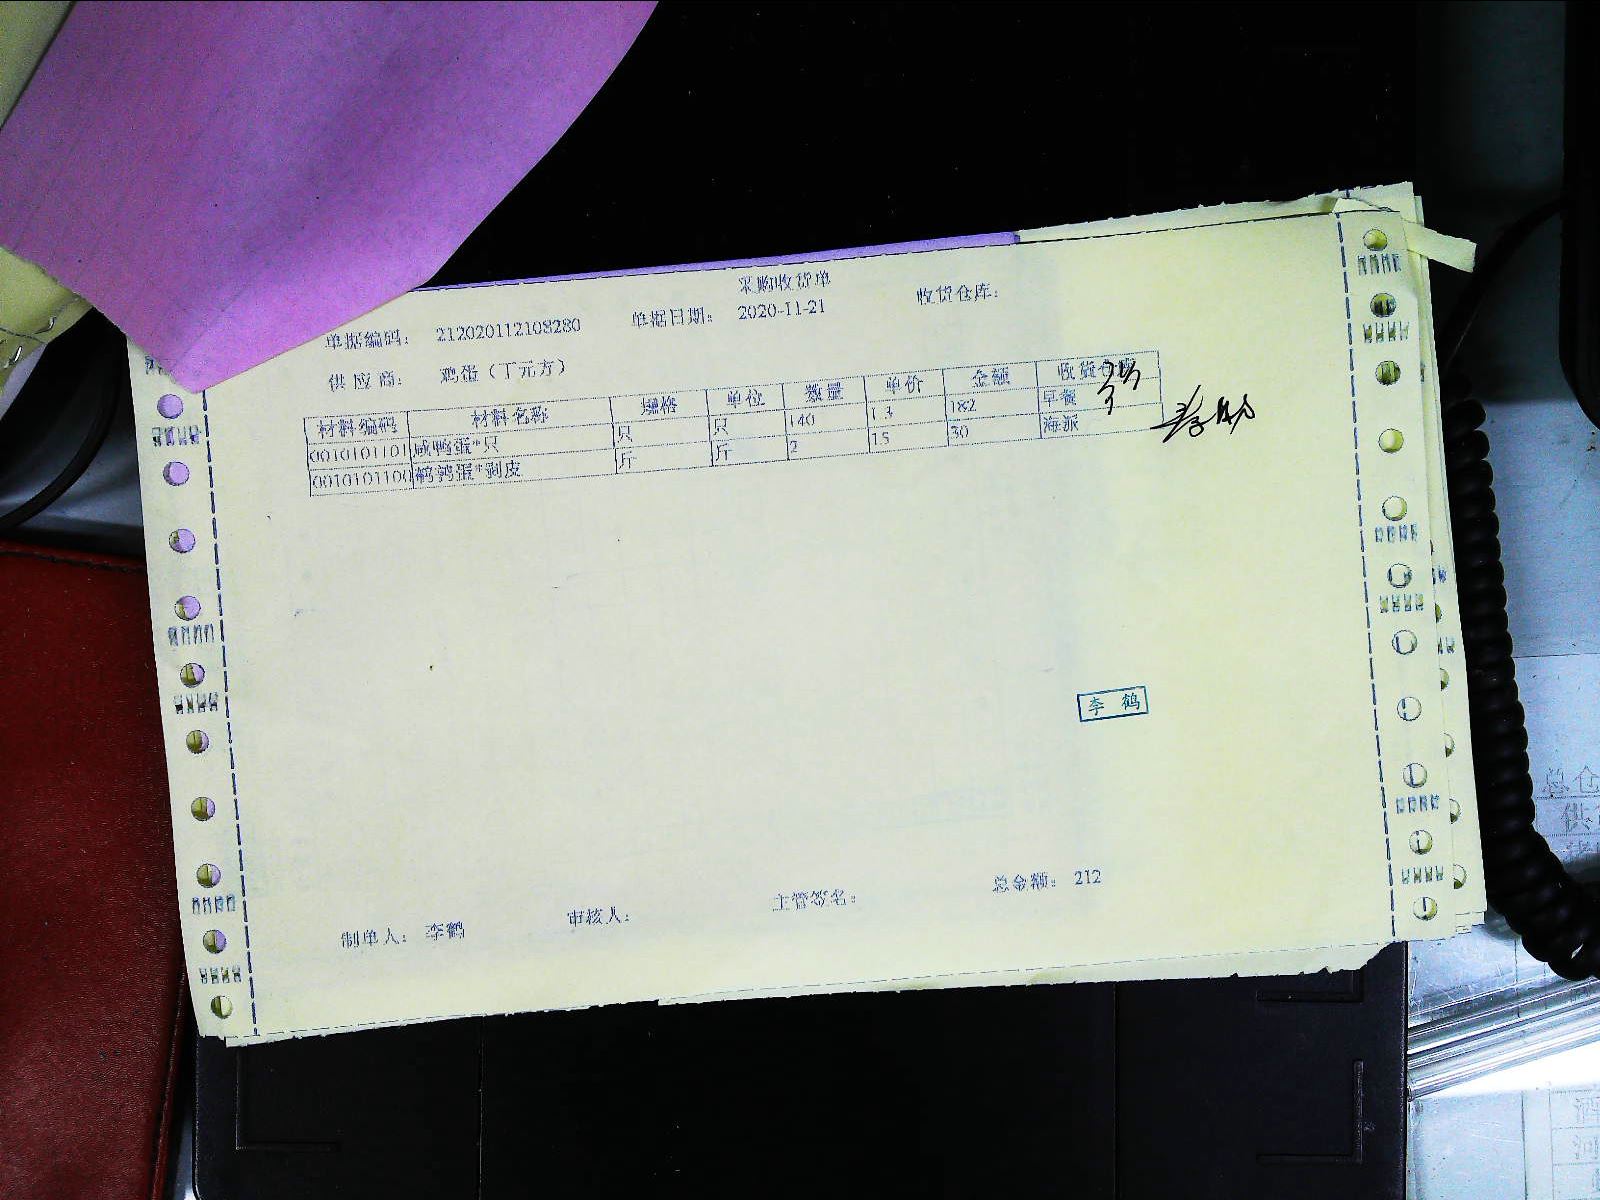 采购收货单
单据编码： 212020112108280 单据日期： 2020-11-21 收货仓库：
供应商： 鸡蛋（丁元方）
材料编码 材料名称 规格 单位 数量 单价 金额 收货仓库
0010101101 咸鸭蛋*只 只 只 140 1.3 182 早餐
0010101100 鹌鹑蛋*剥皮 斤 斤 2 15 30 海派
李 鹤
制单人： 李鹤 审核人： 主管签名： 总金额： 212
总仓
供